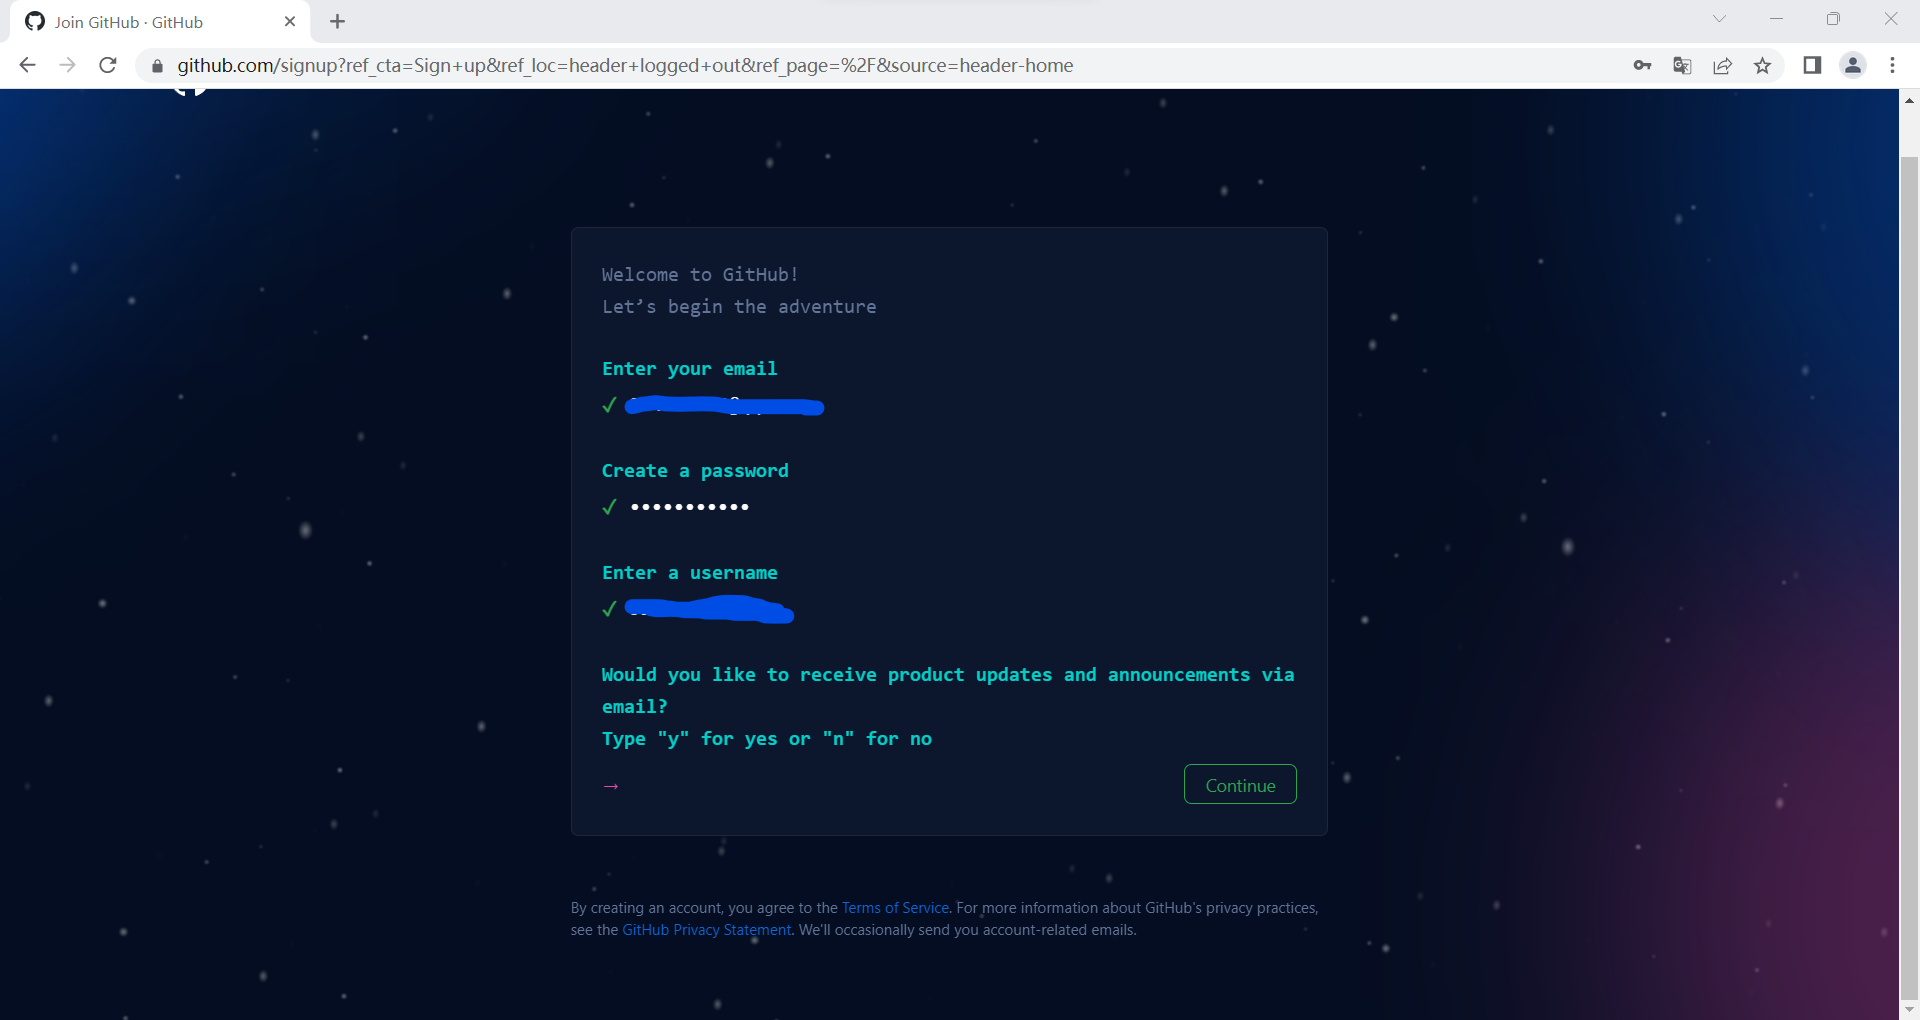 Join GitHub · GitHub
github.com/signup?ref_cta=Sign+up&ref_loc=header+logged+out&ref_page=%2F&source=header-home
Welcome to GitHub!
Let’s begin the adventure
Enter your email
✓
Create a password
✓ •••••••••••
Enter a username
✓
Would you like to receive product updates and announcements via
email?
Type "y" for yes or "n" for no
→ Continue
By creating an account, you agree to the Terms of Service. For more information about GitHub's privacy practices,
see the GitHub Privacy Statement. We'll occasionally send you account-related emails.